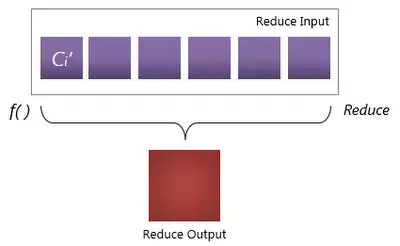 Reduce Input
Ci'
f( )
Reduce
Reduce Output